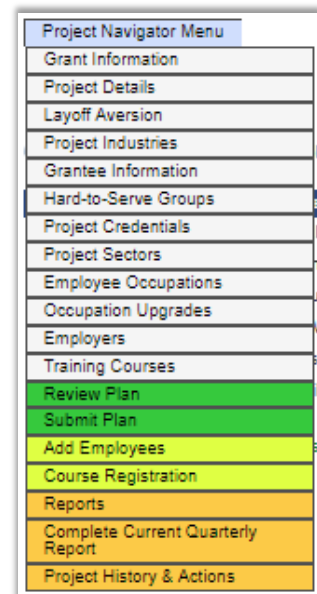 Project Navigator Menu
Grant Information
Project Details
Layoff Aversion
Project Industries
Grantee Information
Hard-to-Serve Groups
Project Credentials
Project Sectors
Employee Occupations
Occupation Upgrades
Employers
Training Courses
Review Plan
Submit Plan
Add Employees
Course Registration
Reports
Complete Current Quarterly
Report
Project History & Actions